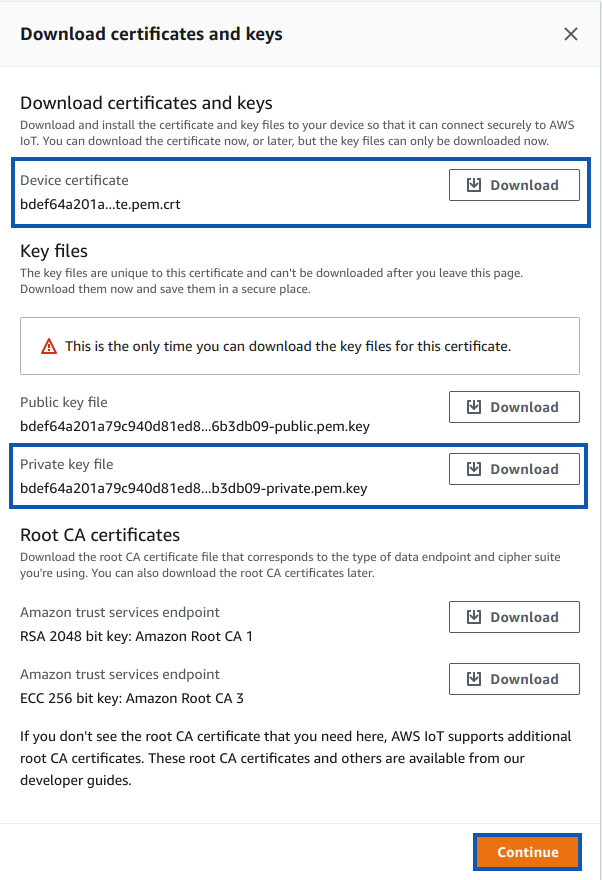 Download certificates and keys
Download certificates and keys
Download and install the certificate and key files to your device so that it can connect securely to AWS
IoT. You can download the certificate now, or later, but the key files can only be downloaded now.
Device certificate
Download
bdef64a201a...te.pem.crt
Key files
The key files are unique to this certificate and can't be downloaded after you leave this page.
Download them now and save them in a secure place.
This is the only time you can download the key files for this certificate.
Public key file
Download
bdef64a201a79c940d81ed8...6b3db09-public.pem.key
Private key file
Download
bdef64a201a79c940d81ed8...b3db09-private.pem.key
Root CA certificates
Download the root CA certificate file that corresponds to the type of data endpoint and cipher suite
you're using. You can also download the root CA certificates later.
Amazon trust services endpoint
Download
RSA 2048 bit key: Amazon Root CA 1
Amazon trust services endpoint
Download
ECC 256 bit key: Amazon Root CA 3
If you don't see the root CA certificate that you need here, AWS IoT supports additional
root CA certificates. These root CA certificates and others are available from our
developer guides.
Continue